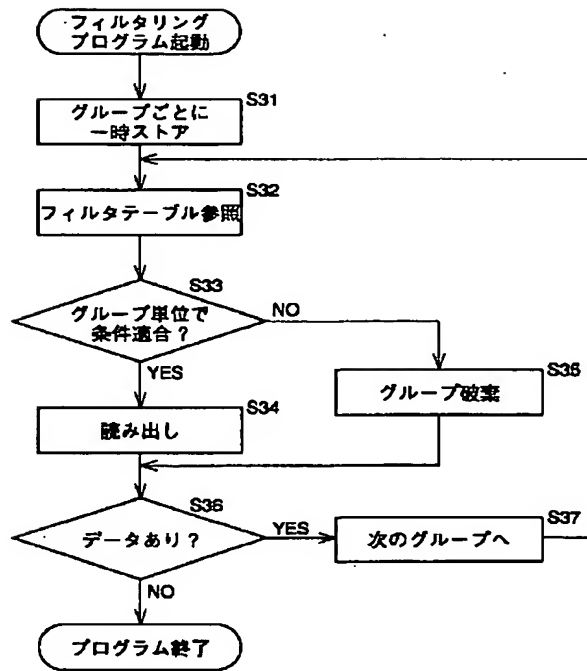 フィルタリング
プログラム起動
S31
グループごとに
一時ストア
S32
フィルタテーブル参照
S33
グループ単位で
条件適合？
NO
YES
S35
グループ破棄
S34
読み出し
S36
データあり？
YES
S37
次のグループへ
NO
プログラム終了